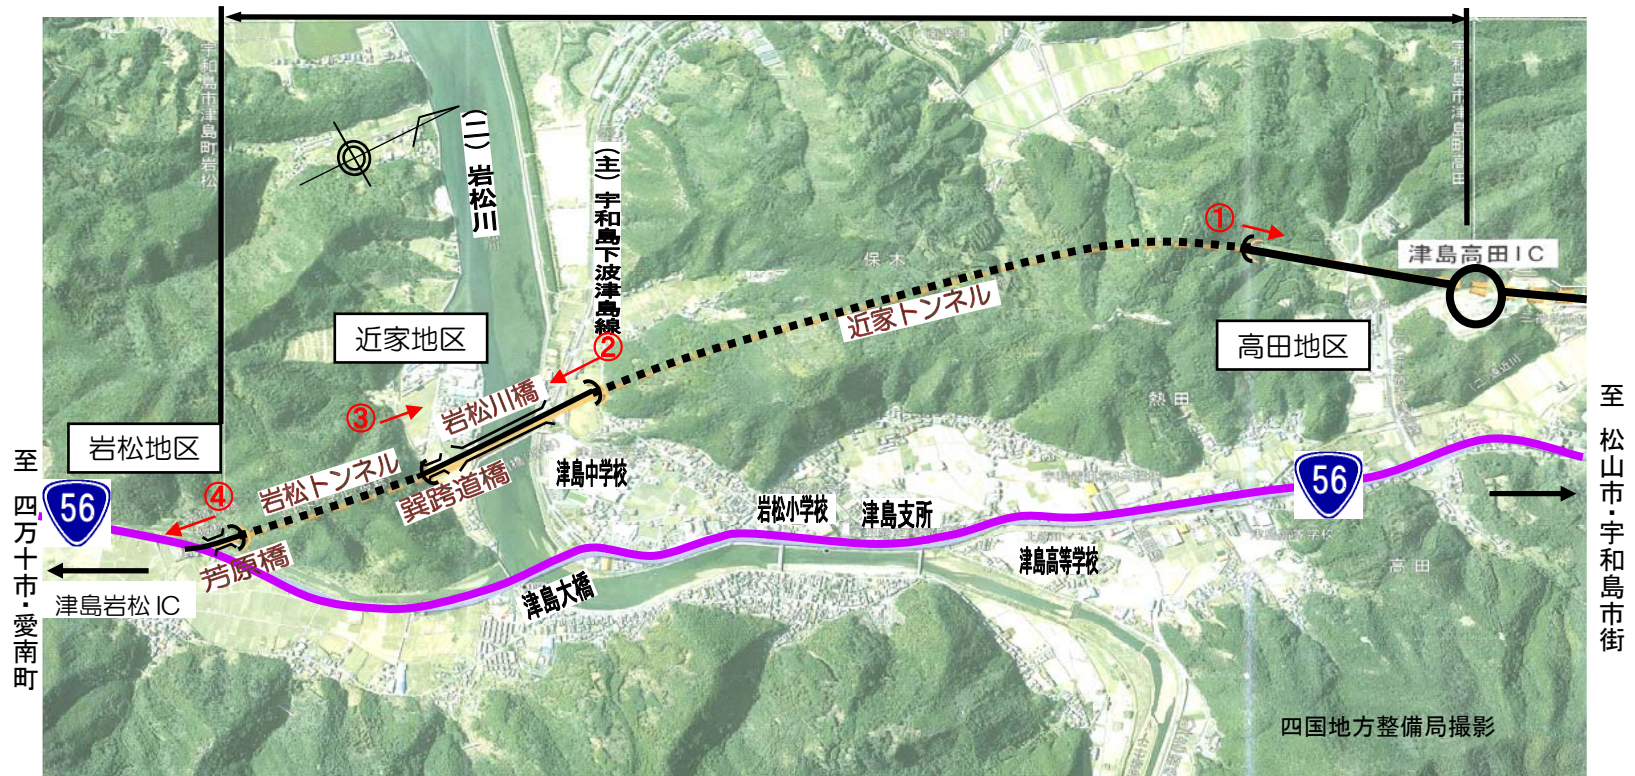 宇和島市津島町岩松
宇和島市津島町高田
(二)岩松川
(主)宇和島下波津島線
①
津島高田IC
保木
近家トンネル
近家地区
②
高田地区
③
岩松川橋
熱田
至 松山市・宇和島市街
岩松地区
至 四万十市・愛南町
岩松トンネル
巽跨道橋
津島中学校
56
56
④
岩松小学校
津島支所
芳原橋
津島高等学校
高田
津島岩松IC
津島大橋
四国地方整備局撮影